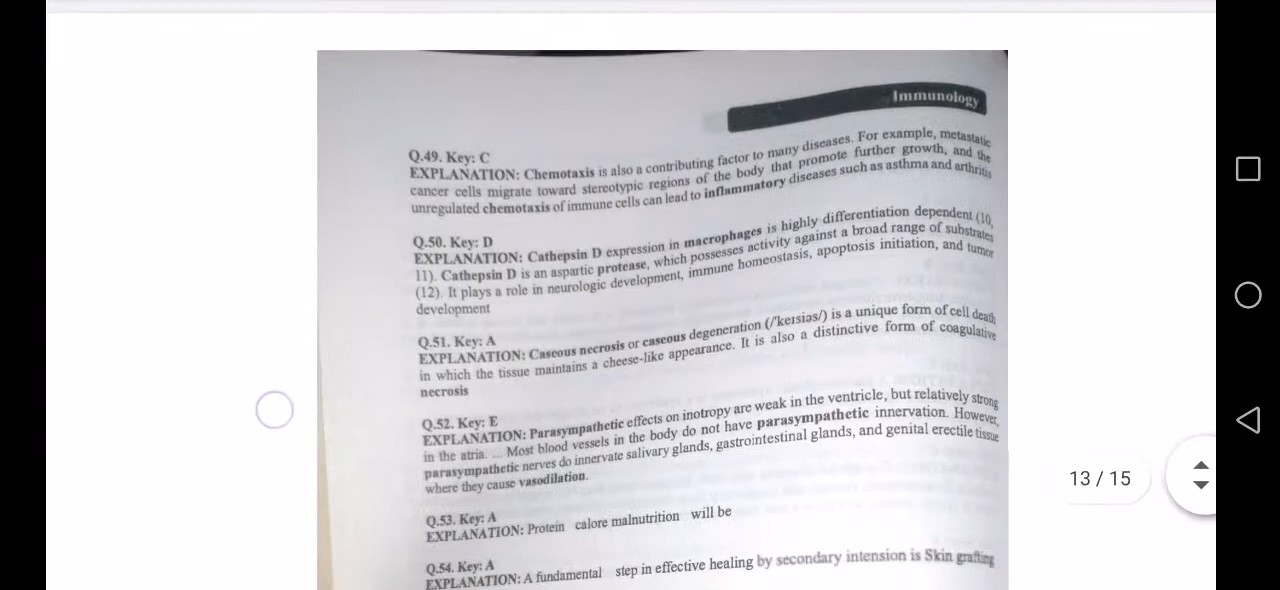 Immunology
Q.49. Key: C
EXPLANATION: Chemotaxis is also a contributing factor to many diseases. For example, metastatic
cancer cells migrate toward stereotypic regions of the body that promote further growth, and the
unregulated chemotaxis of immune cells can lead to inflammatory diseases such as asthma and arthritis
Q.50. Key: D
EXPLANATION: Cathepsin D expression in macrophages is highly differentiation dependent (10,
11). Cathepsin D is an aspartic protease, which possesses activity against a broad range of substrates
(12). It plays a role in neurologic development, immune homeostasis, apoptosis initiation, and tumor
development
Q.51. Key: A
EXPLANATION: Caseous necrosis or caseous degeneration (/ˈkeɪsiəs/) is a unique form of cell death
in which the tissue maintains a cheese-like appearance. It is also a distinctive form of coagulative
necrosis
Q.52. Key: E
EXPLANATION: Parasympathetic effects on inotropy are weak in the ventricle, but relatively strong
in the atria. ... Most blood vessels in the body do not have parasympathetic innervation. However,
parasympathetic nerves do innervate salivary glands, gastrointestinal glands, and genital erectile tissue
where they cause vasodilation.
13 / 15
Q.53. Key: A
EXPLANATION: Protein calore malnutrition will be
Q.54. Key: A
EXPLANATION: A fundamental step in effective healing by secondary intension is Skin grafting